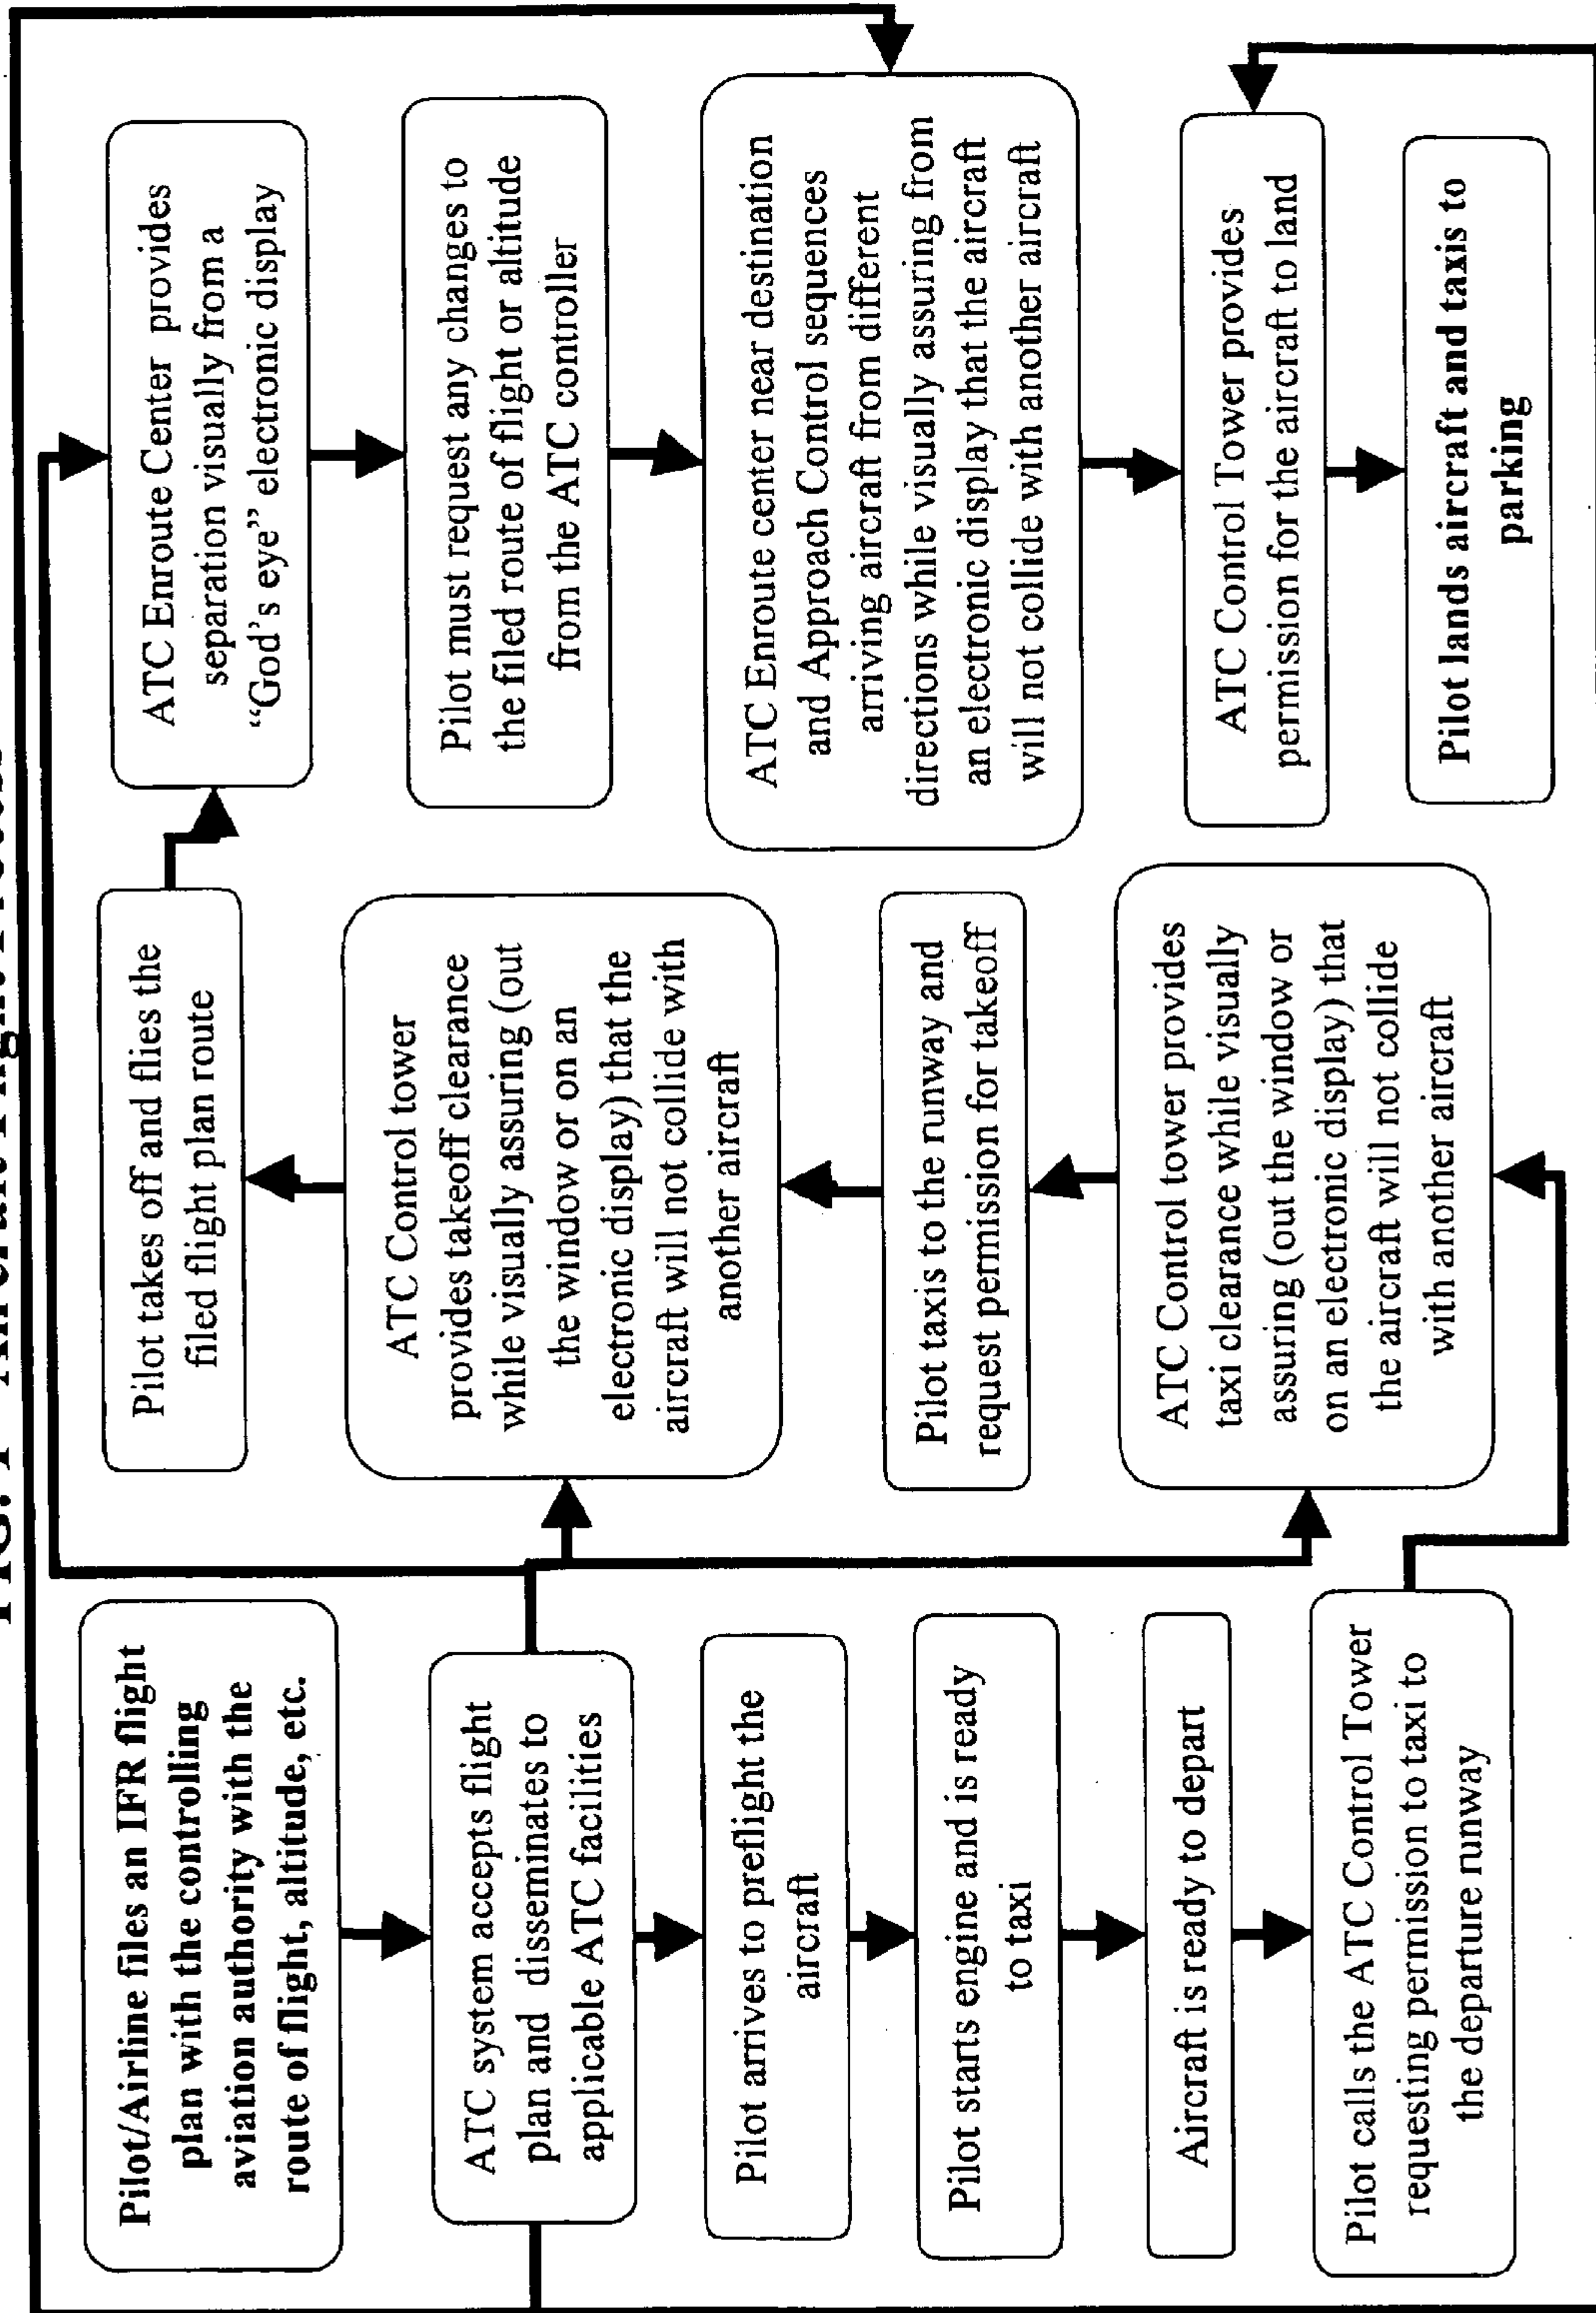 FIG. 1 Aircraft Flight Process
Pilot/Airline files an IFR flight
plan with the controlling
aviation authority with the
route of flight, altitude, etc.
ATC system accepts flight
plan and disseminates to
applicable ATC facilities
Pilot arrives to preflight the
aircraft
Pilot starts engine and is ready
to taxi
Aircraft is ready to depart
Pilot calls the ATC Control Tower
requesting permission to taxi to
the departure runway
Pilot takes off and flies the
filed flight plan route
ATC Control tower
provides takeoff clearance
while visually assuring (out
the window or on an
electronic display) that the
aircraft will not collide with
another aircraft
Pilot taxis to the runway and
request permission for takeoff
ATC Control tower provides
taxi clearance while visually
assuring (out the window or
on an electronic display) that
the aircraft will not collide
with another aircraft
ATC Enroute Center provides
separation visually from a
“God’s eye” electronic display
Pilot must request any changes to
the filed route of flight or altitude
from the ATC controller
ATC Enroute center near destination
and Approach Control sequences
arriving aircraft from different
directions while visually assuring from
an electronic display that the aircraft
will not collide with another aircraft
ATC Control Tower provides
permission for the aircraft to land
Pilot lands aircraft and taxis to
parking